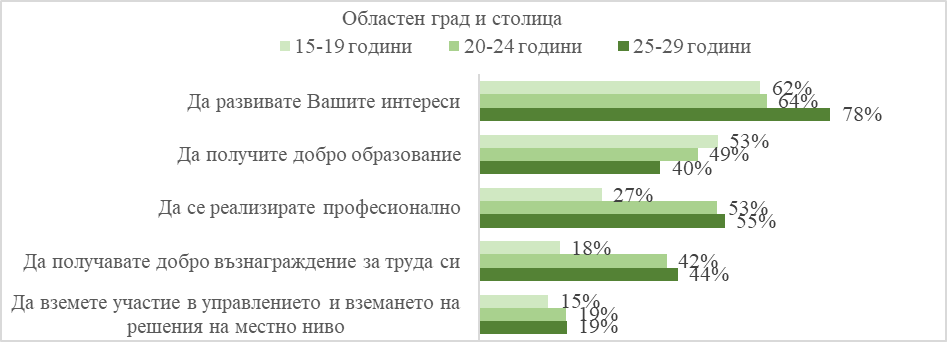 Областен град и столица
15-19 години 20-24 години 25-29 години
Да развивате Вашите интереси
62%
64%
78%
Да получите добро образование
53%
49%
40%
Да се реализирате професионално
27%
53%
55%
Да получавате добро възнаграждение за труда си
18%
42%
44%
Да вземете участие в управлението и вземането на
решения на местно ниво
15%
19%
19%